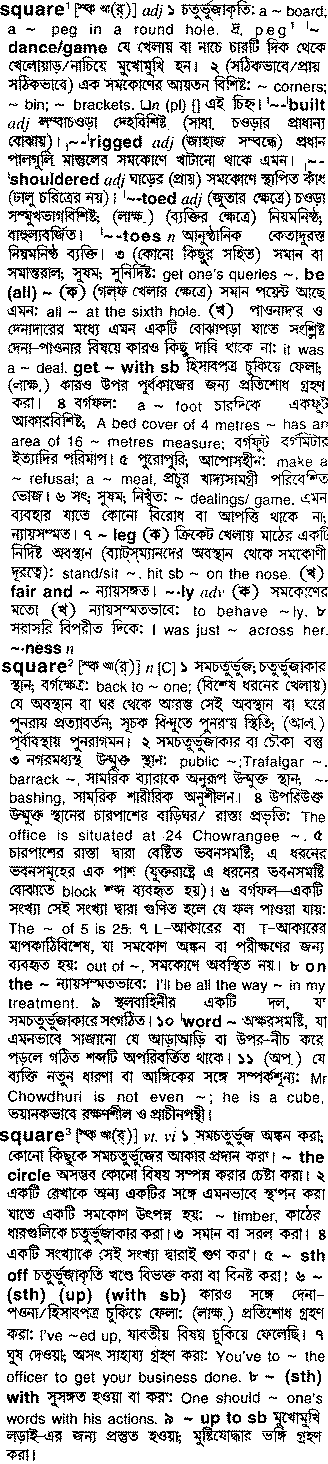 square¹ [স্কৃ আ(র্)] adj ১ চতুর্ভুজাকৃতি: a ~ board;
a ~ peg in a round hole. দ্র. peg¹ ˈ~
dance/game যে খেলায় বা নাচে চারটি দিক থেকে
খেলোয়াড়/নাচিয়ে মুখোমুখি হন। ২ (সঠিকভাবে/প্রায়
সঠিকভাবে) এক সমকোণের আয়তন বিশিষ্ট: ~ corners;
~ bin; ~ brackets. □n (pl) [] এই চিহ্ন। ˈ~-built
adj লম্বাচওড়া দেহবিশিষ্ট (সাধা. চওড়ার প্রাধান্য
বোঝায়)। ˌ~-ˈrigged adj (জাহাজ সম্বন্ধে) প্রধান
পালগুলি মাস্তুলের সমকোণে খাটানো থাকে এমন। ˌ~-
ˈshouldered adj ঘাড়ের (প্রায়) সমকোণে স্থাপিত কাঁধ
(ঢালু চরিত্রের নয়)। ˈ~-toed adj (জুতার ক্ষেত্রে) চওড়া
সম্মুখভাগবিশিষ্ট; (লাক্ষ.) (ব্যক্তির ক্ষেত্রে) নিয়মনিষ্ঠ;
বাহুল্যবর্জিত। ˈ~-toes n আনুষ্ঠানিক কেতাদুরস্ত
নিয়মনিষ্ঠ ব্যক্তি। ৩ (কোনো কিছুর সহিত) সমান বা
সমান্তরাল; সুষম; সুনির্দিষ্ট: get one's queries ~. be
(all) ~ (ক) (গল্‌ফ খেলার ক্ষেত্রে) সমান পয়েন্ট আছে
এমন: all ~ at the sixth hole. (খ) পাওনাদার ও
দেনাদারের মধ্যে এমন একটি বোঝাপড়া যাতে সংশ্লিষ্ট
দেনা-পাওনার বিষয়ে কারও কিছু দাবি থাকে না: it was
a ~ deal. get ~ with sb হিসাবপত্র চুকিয়ে ফেলা;
(লাক্ষ.) কারও উপর পূর্বকাজের জন্য প্রতিশোধ গ্রহণ
করা। ৪ বর্গফল: a ~ foot চারদিকে একফুট
আকারবিশিষ্ট; A bed cover of 4 metres ~ has an
area of 16 ~ metres measure; বর্গফুট বর্গমিটার
ইত্যাদির পরিমাপ। ৫ পুরোপুরি; আপোসহীন: make a
~ refusal; a ~ meal, প্রচুর খাদ্যসামগ্রী পরিবেশিত
ভোজ। ৬ সৎ; সুষম; নিখুঁত: ~ dealings/ game. এমন
ব্যবহার যাতে কোনো বিরোধ বা আপত্তি থাকে না;
ন্যায়সম্মত। ৭ ~ leg (ক) ক্রিকেট খেলায় মাঠের একটি
নির্দিষ্ট অবস্থান (ব্যাটস্‌ম্যানদের অবস্থান থেকে সমকোণী
দূরত্বে): stand/sit ~. hit sb ~ on the nose. (খ)
fair and ~ ন্যায়সঙ্গত। ~·ly adv (ক) সমকোণের
মতো (খ) ন্যায়সম্মতভাবে: to behave ~ly. ৮
সরাসরি বিপরীত দিকে: I was just ~ across her.
~·ness n
square² [স্কৃ আ(র্)] n [C] ১ সমচতুর্ভুজ; চতুর্ভুজাকার
স্থান; বর্গক্ষেত্র: back to ~ one; (বিশেষ ধরনের খেলায়)
যে অবস্থান বা ঘর থেকে আরম্ভ সেই অবস্থান বা ঘরে
পুনরায় প্রত্যাবর্তন; সূচক বিন্দুতে পুনরায় স্থিতি; (আল.)
পূর্বাবস্থায় পুনরাগমন। ২ সমচতুর্ভুজাকার বা চৌকা বস্তু
৩ নগরমধ্যস্থ উন্মুক্ত স্থান: public ~;Trafalgar ~.
barrack ~, সামরিক ব্যারাকে অনুরূপ উন্মুক্ত স্থান; ~-
bashing, সামরিক শারীরিক অনুশীলন। ৪ উপরিউক্ত
উন্মুক্ত স্থানের চারপাশের বাড়িঘর/ রাস্তা প্রভৃতি: The
office is situated at 24 Chowrangee ~. ৫
চারপাশের রাস্তা দ্বারা বেষ্টিত ভবনসমষ্টি; এ ধরনের
ভবনসমূহের এক পাশ (যুক্তরাষ্ট্রে এ ধরনের ভবনসমষ্টি
বোঝাতে block শব্দ ব্যবহৃত হয়)। ৬ বর্গফল—একটি
সংখ্যা সেই সংখ্যা দ্বারা গুণিত হলে যে ফল পাওয়া যায়:
The ~ of 5 is 25. ৭ L-আকারের বা T-আকারের
মাপকাঠিবিশেষ, যা সমকোণ অঙ্কন বা পরীক্ষণের জন্য
ব্যবহৃত হয়: out of ~, সমকোণে অবস্থিত নয়। ৮ on
the ~ ন্যায়সম্মতভাবে: I'll be all the way ~ in my
treatment. ৯ স্থলবাহিনীর একটি দল, যা
সমচতুর্ভুজাকারে সংগঠিত। ১০ ˈword ~ অক্ষরসমষ্টি, যা
এমনভাবে সাজানো যে আড়াআড়ি বা উপর-নীচ করে
পড়লে গঠিত শব্দটি অপরিবর্তিত থাকে। ১১ (অপ.) যে
ব্যক্তি নতুন ধারণা বা আঙ্গিকের সঙ্গে সম্পর্কশূন্য: Mr
Chowdhuri is not even ~; he is a cube,
ভয়ানকভাবে রক্ষণশীল ও প্রাচীনপন্থী।
square³ [স্কৃ আ(র্)] vt, vi ১ সমচতুর্ভুজ অঙ্কন করা;
কোনো কিছুকে সমচতুর্ভুজের আকার প্রদান করা। ~ the
circle অসম্ভব কোনো বিষয় সম্পন্ন করার চেষ্টা করা। ২
একটি রেখাকে অন্য একটির সঙ্গে এমনভাবে স্থাপন করা
যাতে একটি সমকোণ উৎপন্ন হয়: ~ timber, কাঠের
ধারগুলিকে চতুর্ভুজাকার করা। ৩ সমান বা সরল করা। ৪
একটি সংখ্যাকে সেই সংখ্যা দ্বারাই গুণ করা। ৫ ~ sth
off চতুর্ভুজাকৃতি খণ্ডে বিভক্ত করা বা বিনষ্ট করা। ৬ ~
(sth) (up) (with sb) কারও সঙ্গে দেনা-
পাওনা/হিসাবপত্র চুকিয়ে ফেলা: (লাক্ষ.) প্রতিশোধ গ্রহণ
করা: I've ~ed up, যাবতীয় বিষয় চুকিয়ে ফেলেছি। ৭
ঘুষ দেওয়া; অসৎ সাহায্য গ্রহণ করা: You've to ~ the
officer to get your business done. ৮ ~ (sth)
with সুসঙ্গত হওয়া বা করা: One should ~ one's
words with his actions. ৯ ~ up to sb মুখোমুখি
লড়াই-এর জন্য প্রস্তুত হওয়া; মুষ্টিযোদ্ধার ভঙ্গি গ্রহণ
করা।